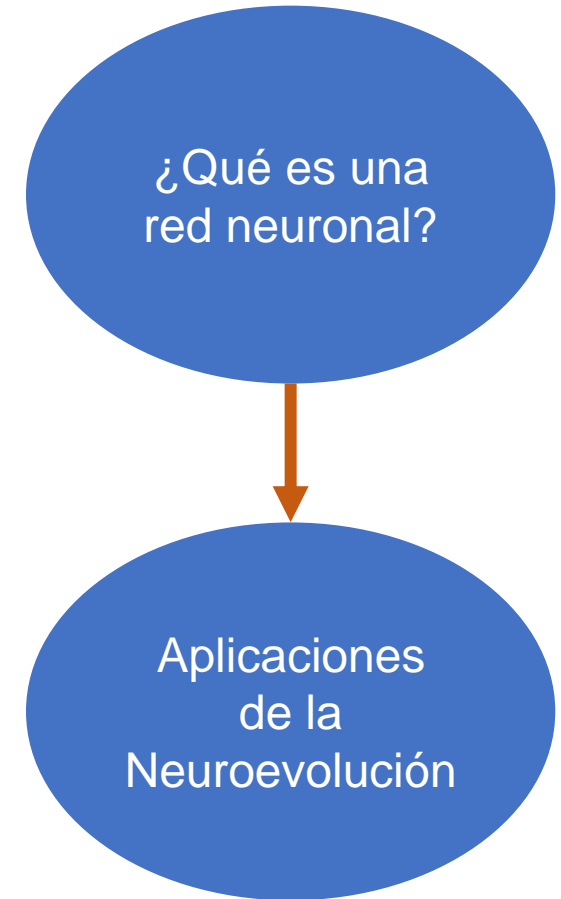 ¿Qué es una
red neuronal?
Aplicaciones
de la
Neuroevolución